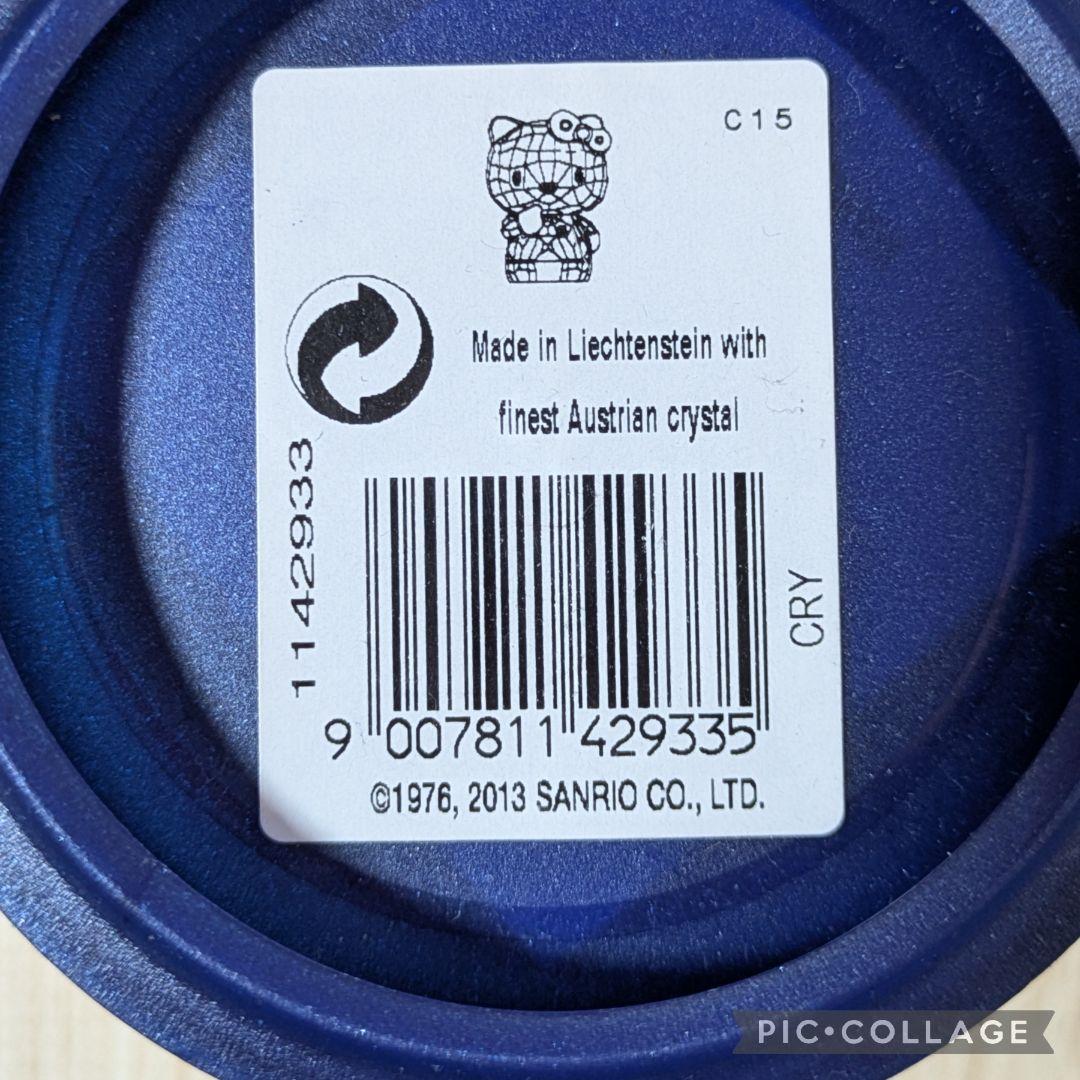 C15
Made in Liechtenstein with
finest Austrian crystal
1142933
CRY
9 007811 429335
©1976, 2013 SANRIO CO., LTD.
PIC•COLLAGE